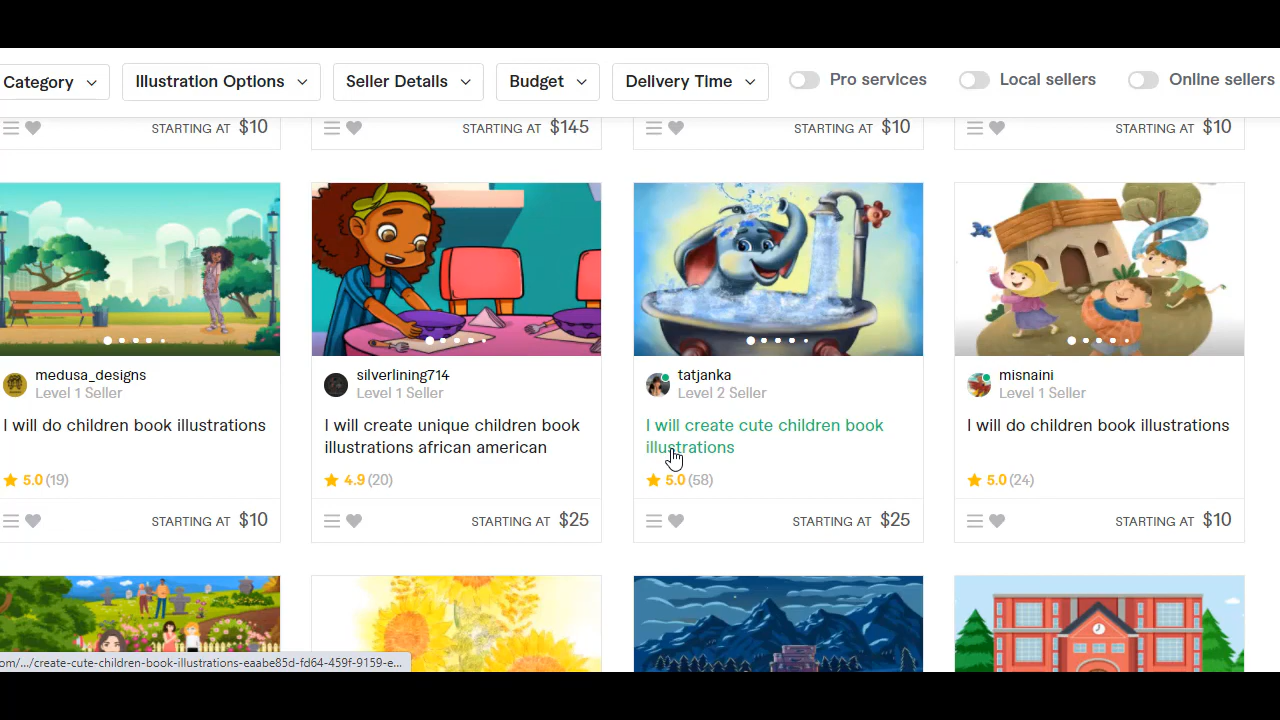 Category
Illustration Options
Seller Details
Budget
Delivery Time
Pro services
Local sellers
Online sellers
STARTING AT $10
STARTING AT $145
STARTING AT $10
STARTING AT $10
medusa_designs
Level 1 Seller
I will do children book illustrations
5.0 (19)
STARTING AT $10
silverlining714
Level 1 Seller
I will create unique children book
illustrations african american
4.9 (20)
STARTING AT $25
tatjanka
Level 2 Seller
I will create cute children book
illustrations
5.0 (58)
STARTING AT $25
misnaini
Level 1 Seller
I will do children book illustrations
5.0 (24)
STARTING AT $10
om/.../create-cute-children-book-illustrations-eaabe85d-fd64-459f-9159-e...